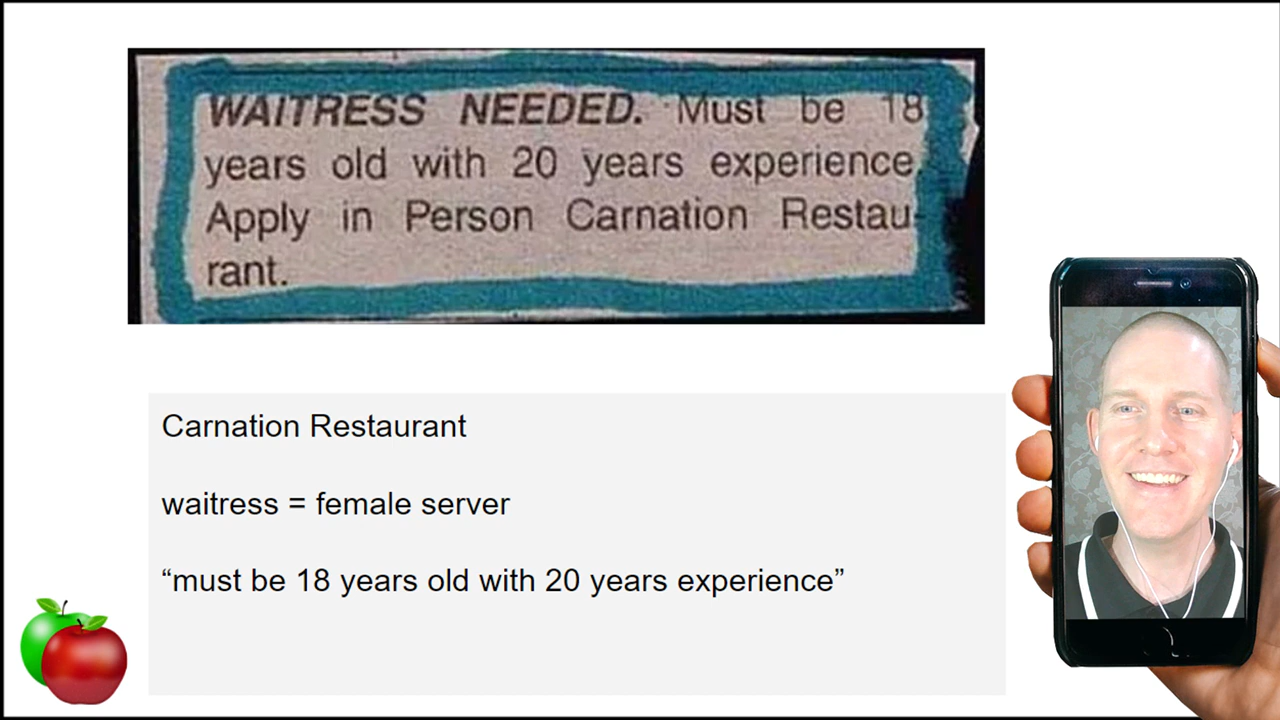 WAITRESS NEEDED. Must be 18
years old with 20 years experience.
Apply in Person Carnation Restau-
rant.
Carnation Restaurant
waitress = female server
“must be 18 years old with 20 years experience”